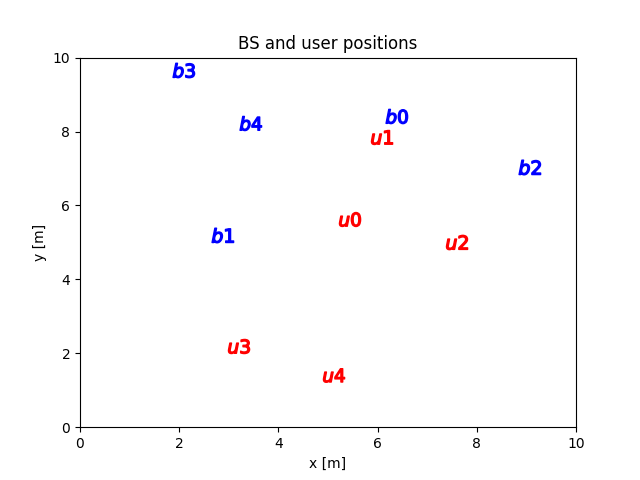 BS and user positions
10
b3
b4
b0
8
u1
b2
6
u0
b1
u2
y [m]
4
2
u3
u4
0
0 2 4 6 8 10
x [m]